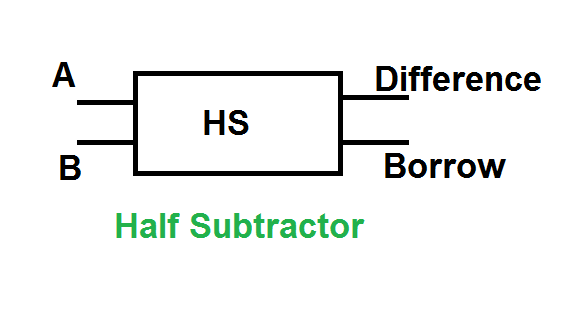 A
Difference
HS
B
Borrow
Half Subtractor